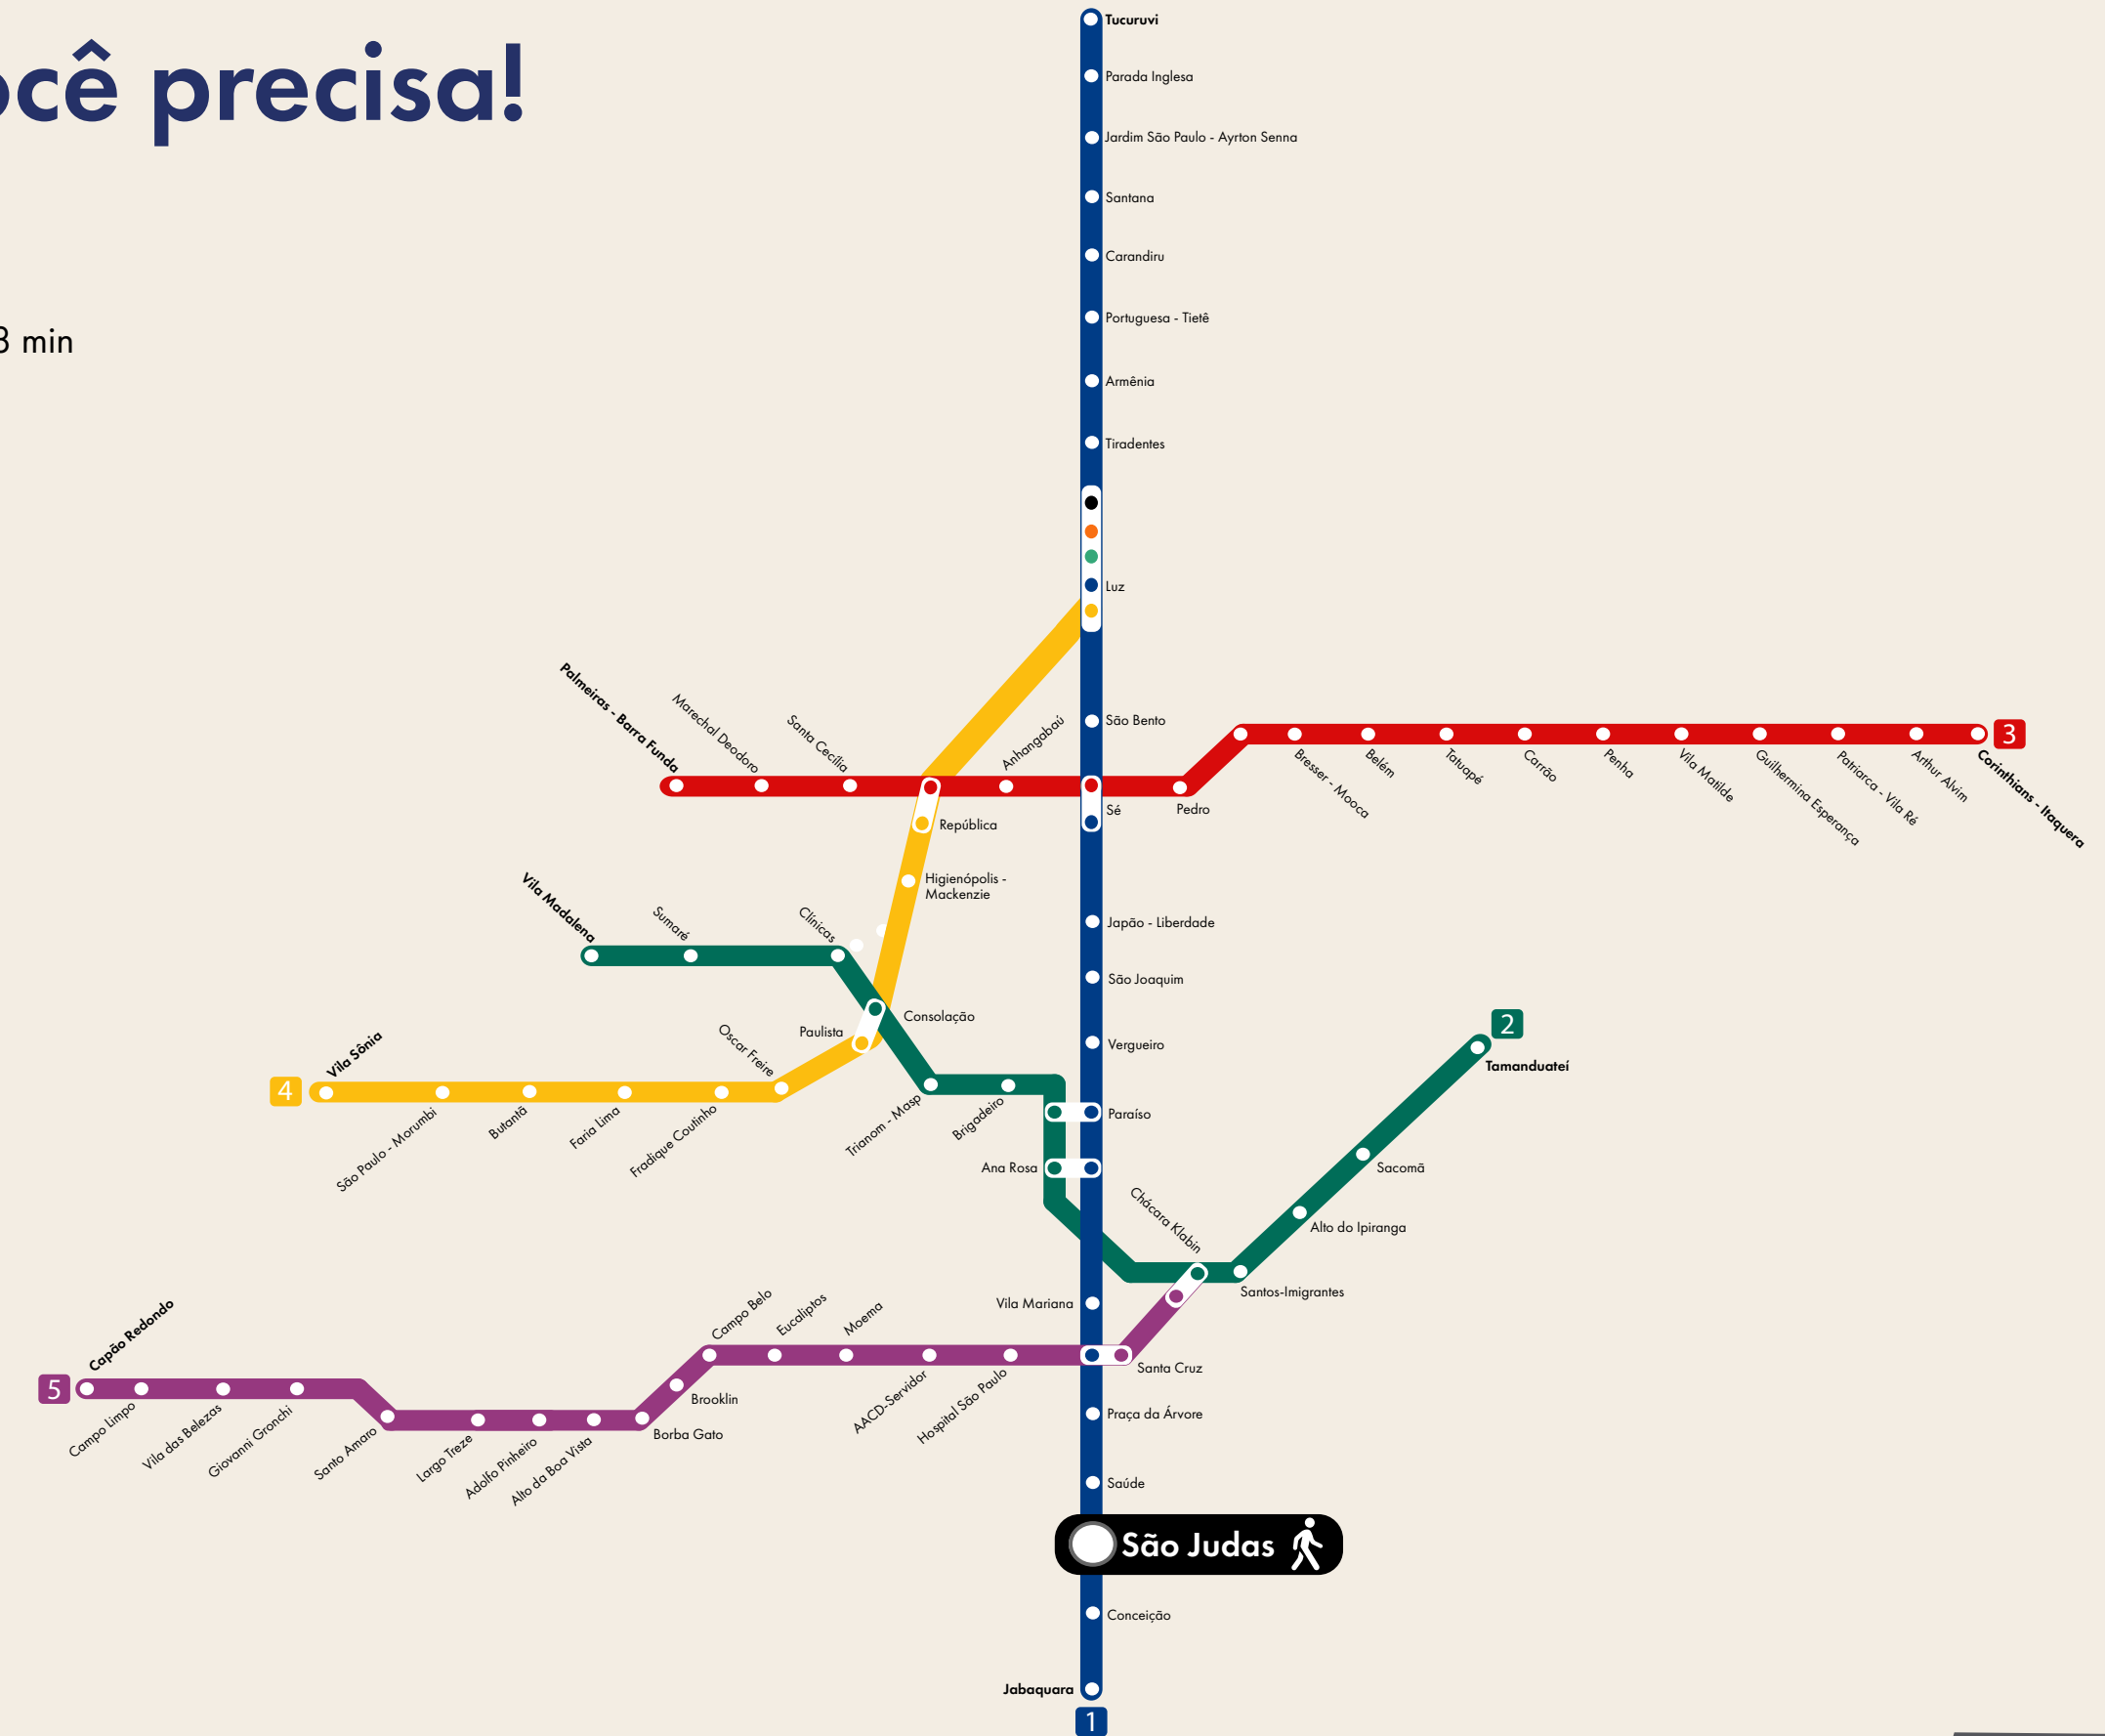 ocê precisa!
3 min
Tucuruvi
Parada Inglesa
Jardim São Paulo - Ayrton Senna
Santana
Carandiru
Portuguesa - Tietê
Armênia
Tiradentes
Luz
São Bento
Palmeiras - Barra Funda
Marechal Deodoro
Santa Cecília
Anhangabaú
República
Sé
Pedro
Bresser - Mooca
Belém
Tatuapé
Carrão
Penha
Vila Matilde
Guilhermina Esperança
Patriarca - Vila Ré
Arthur Alvim
Corinthians - Itaquera
3
Higienópolis -
Mackenzie
Japão - Liberdade
São Joaquim
Vergueiro
Vila Madalena
Sumaré
Clínicas
Consolação
Paulista
Oscar Freire
4
Vila Sônia
São Paulo - Morumbi
Butantã
Faria Lima
Fradique Coutinho
Trianom - Masp
Brigadeiro
Paraíso
Ana Rosa
Chácara Klabin
Santos-Imigrantes
Alto do Ipiranga
Sacomã
Tamanduateí
2
Vila Mariana
Santa Cruz
5
Capão Redondo
Campo Limpo
Vila das Belezas
Giovanni Gronchi
Santo Amaro
Largo Treze
Adolfo Pinheiro
Alto da Boa Vista
Borba Gato
Brooklin
Campo Belo
Eucaliptos
Moema
AACD-Servidor
Hospital São Paulo
Praça da Árvore
Saúde
São Judas
Conceição
Jabaquara
1